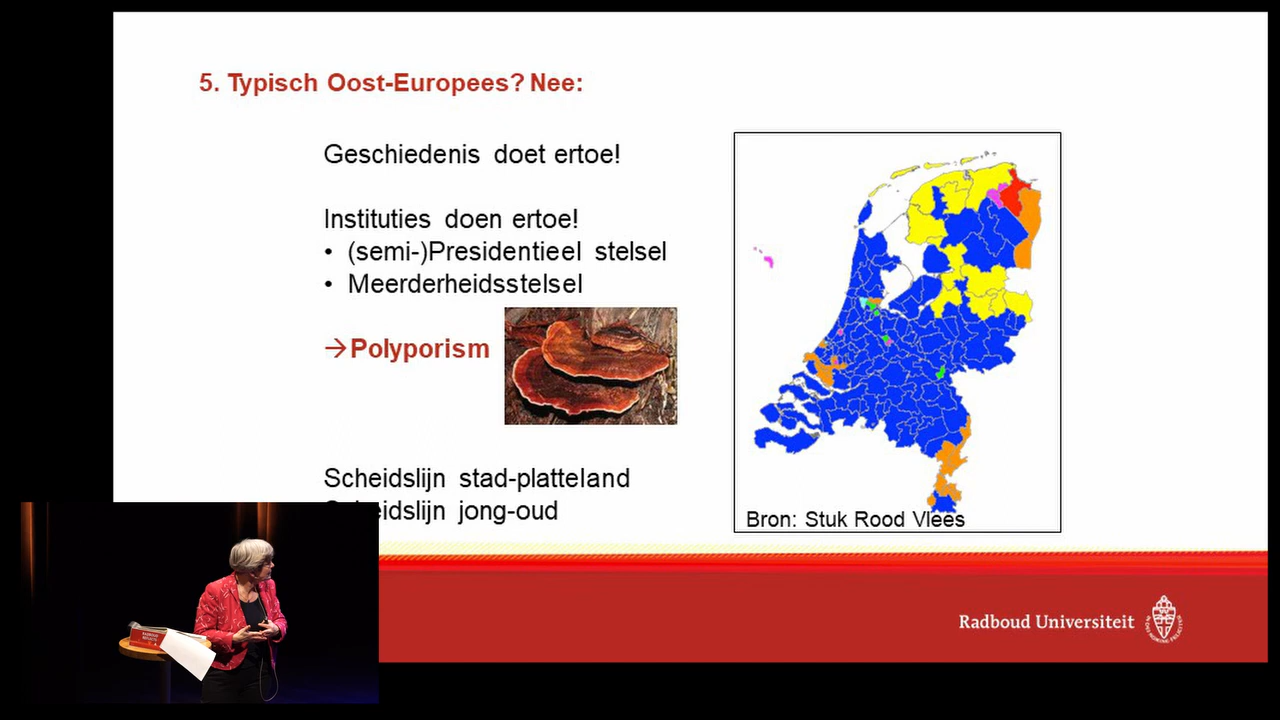 5. Typisch Oost-Europees? Nee:
Geschiedenis doet ertoe!
Instituties doen ertoe!
• (semi-)Presidentieel stelsel
• Meerderheidsstelsel
→Polyporism
Scheidslijn stad-platteland
jong-oud
Bron: Stuk Rood Vlees
Radboud Universiteit
RADBOUD